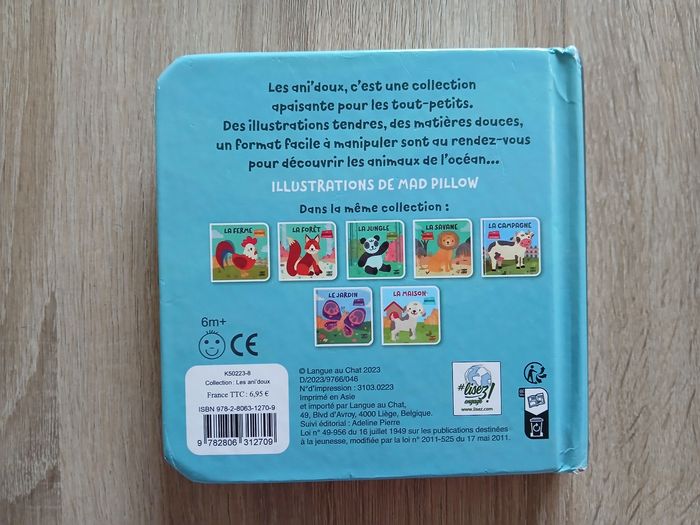 Les ani'doux, c'est une collection
apaisante pour les tout-petits.
Des illustrations tendres, des matières douces,
un format facile à manipuler sont au rendez-vous
pour découvrir les animaux de l'océan...
ILLUSTRATIONS DE MAD PILLOW
Dans la même collection :
LA FERME
LA FORÊT
LA JUNGLE
LA SAVANE
LA CAMPAGNE
LE JARDIN
LA MAISON
6m+
CE
K50223-8
Collection : Les ani'doux
France TTC : 6,95 €
ISBN 978-2-8063-1270-9
9 782806 312709
© Langue au Chat 2023
D/2023/9766/046
N° d'impression : 3103.0223
Imprimé en Asie
et importé par Langue au Chat,
49, Blvd d'Avroy, 4000 Liège, Belgique.
Suivi éditorial : Adeline Pierre
Loi n° 49-956 du 16 juillet 1949 sur les publications destinées
à la jeunesse, modifiée par la loi n° 2011-525 du 17 mai 2011.
#lisez!
engagé
www.lisez.com